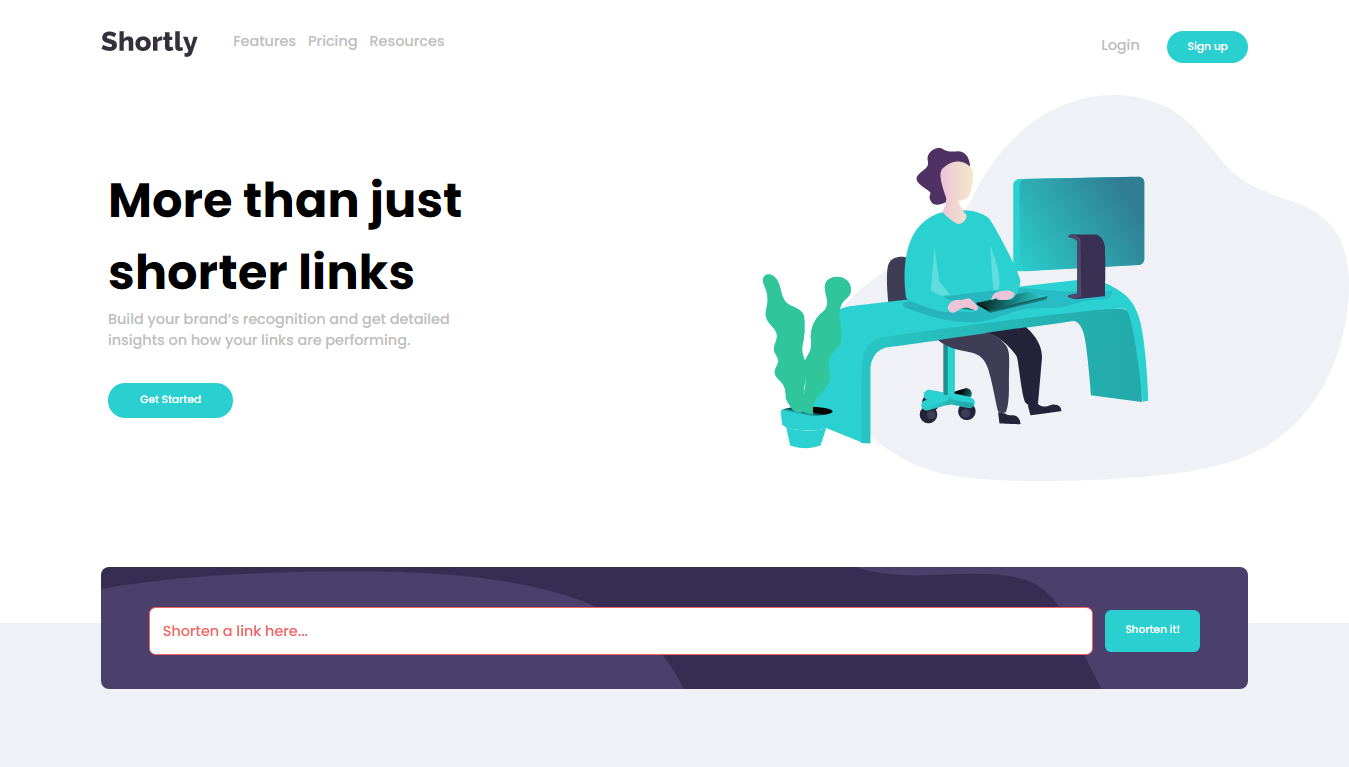 Shortly Features Pricing Resources Login Sign up
More than just
shorter links
Build your brand’s recognition and get detailed
insights on how your links are performing.
Get Started
Shorten a link here... Shorten it!